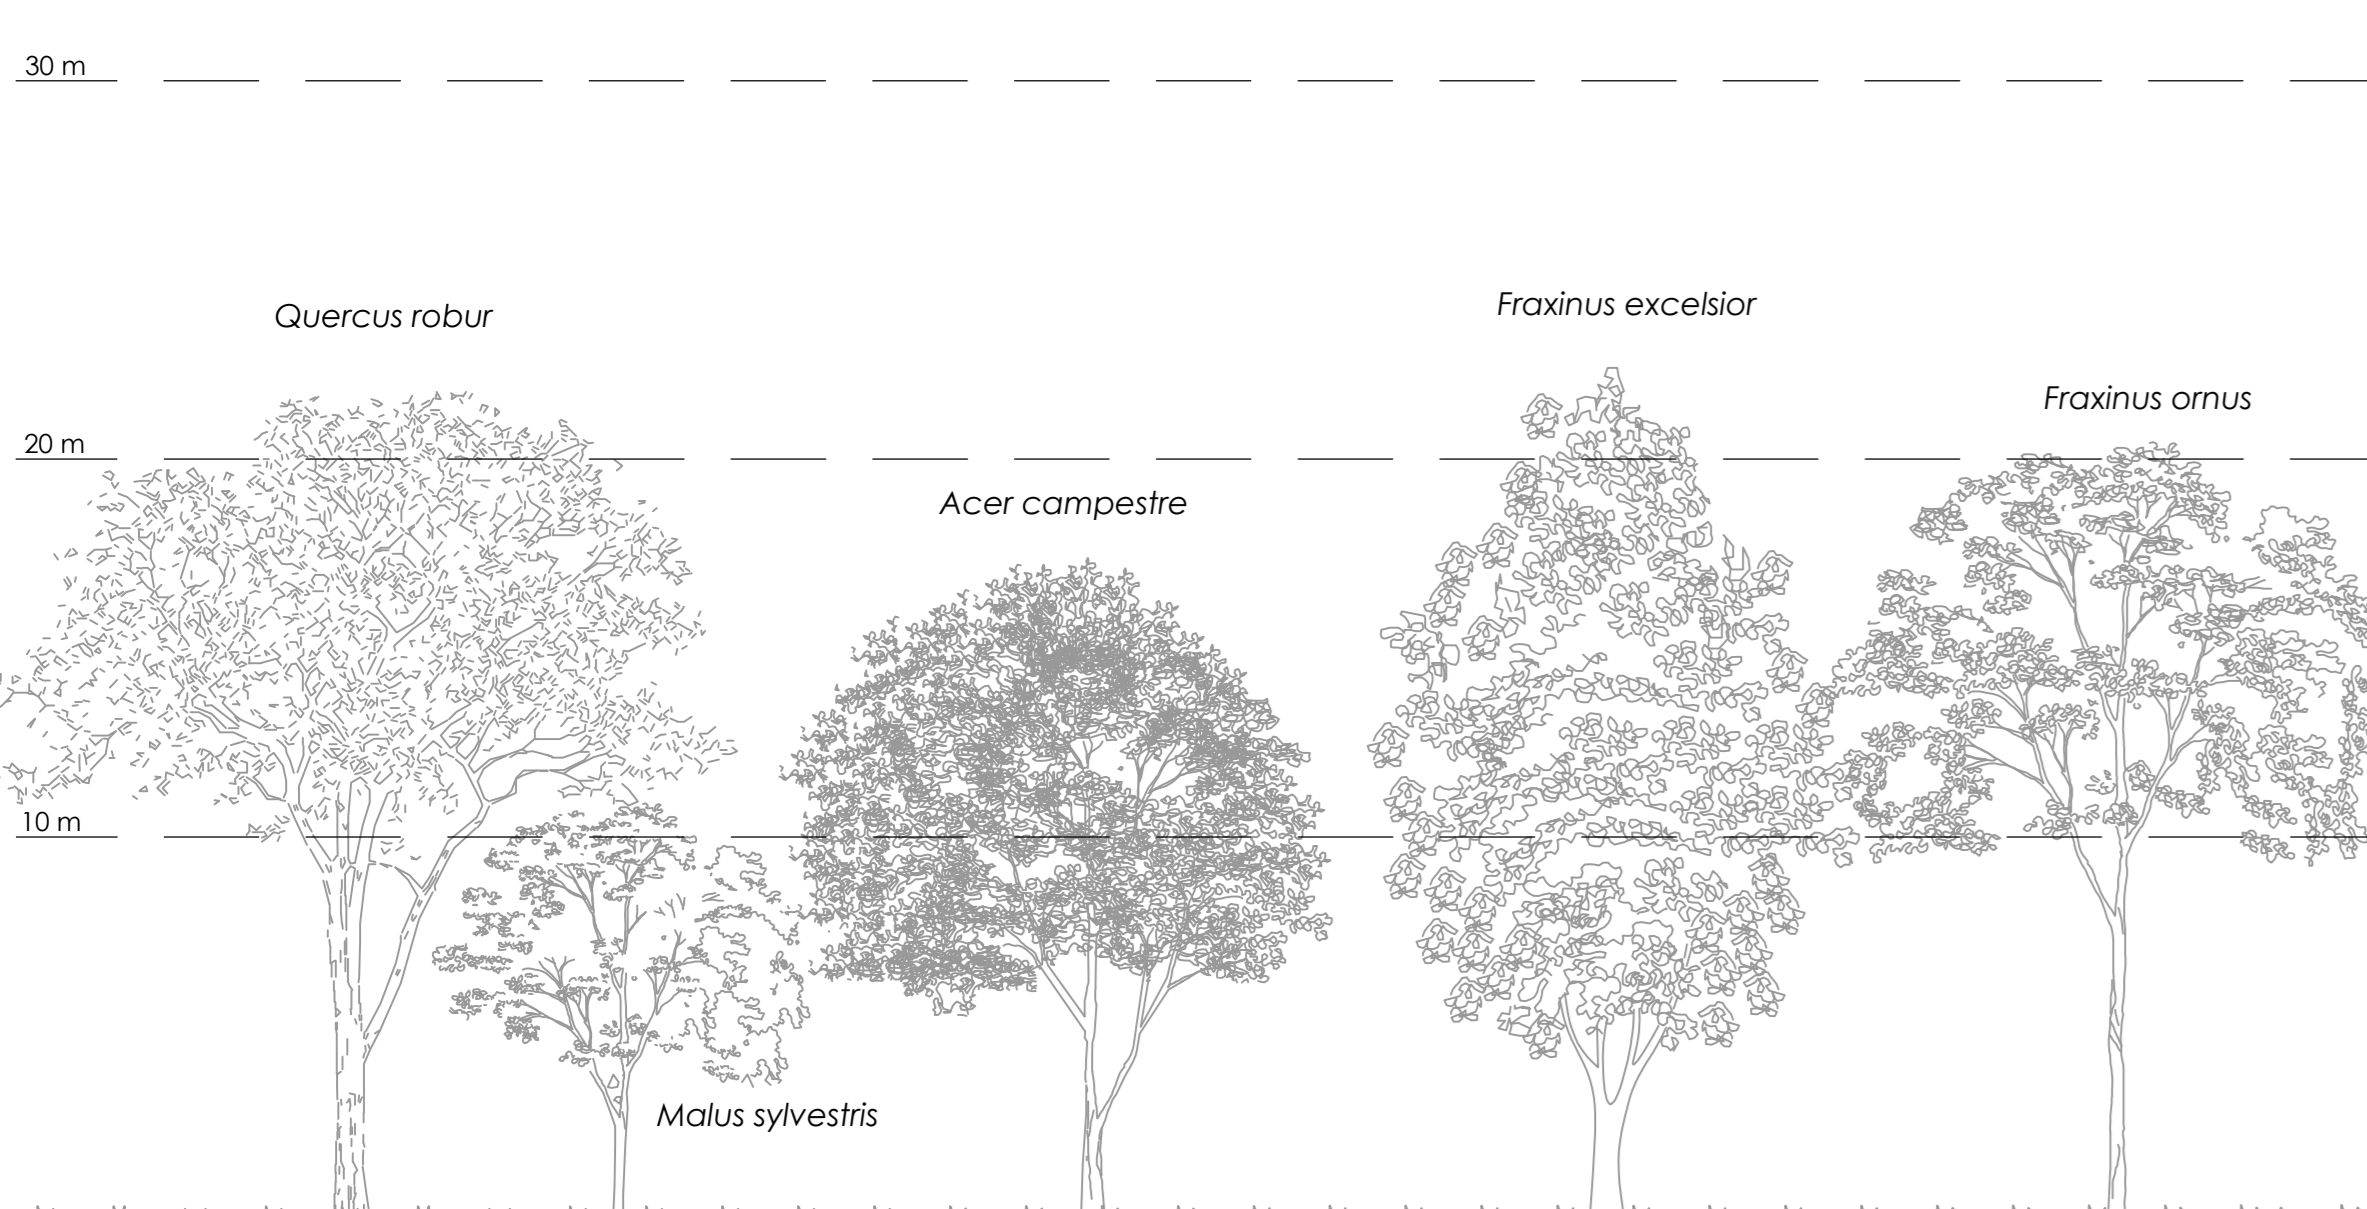 30 m
Fraxinus excelsior
Quercus robur
Fraxinus ornus
20 m
Acer campestre
10 m
Malus sylvestris